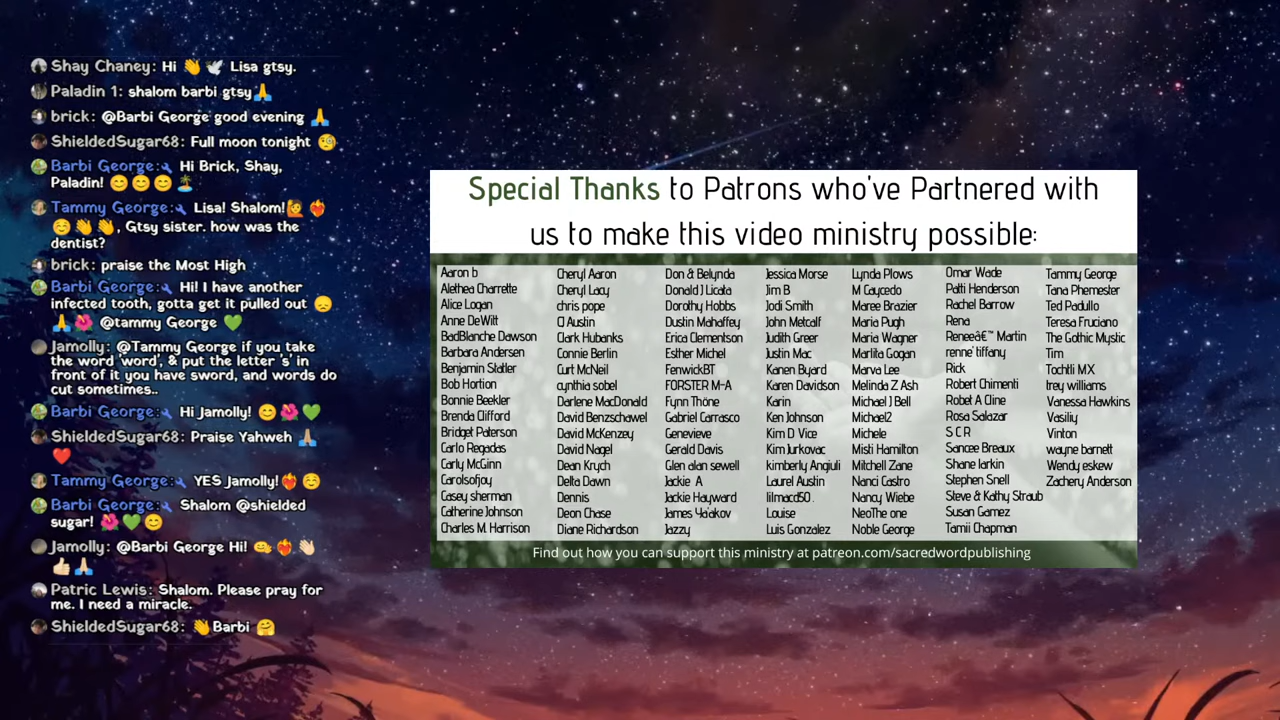 Shay Chaney: Hi 👋 🕊️ Lisa gtsy.
Paladin 1: shalom barbi gtsy🙏
brick: @Barbi George good evening 🙏
ShieldedSugar68: Full moon tonight 🧐
Barbi George: Hi Brick, Shay,
Paladin! 😊😊😊🏝️
Tammy George: Lisa! Shalom!🙋❤️‍🔥
☺️👋👋, Gtsy sister. how was the
dentist?
brick: praise the Most High
Barbi George: Hi! I have another
infected tooth, gotta get it pulled out 😞
🙏🌺 @tammy George 💚
Jamolly: @Tammy George if you take
the word 'word', & put the letter 's' in
front of it you have sword, and words do
cut sometimes..
Barbi George: Hi Jamolly! 😊🌺💚
ShieldedSugar68: Praise Yahweh 🙏🏼
❤️
Tammy George: YES Jamolly!❤️‍🔥☺️
Barbi George: Shalom @shielded
sugar! 🌺💚😊
Jamolly: @Barbi George Hi! 🫂❤️‍🔥👋🏻
👍🏻🙏🏻
Patric Lewis: Shalom. Please pray for
me. I need a miracle.
ShieldedSugar68: 👋Barbi 🤗
Special Thanks to Patrons who've Partnered with
us to make this video ministry possible:
Aaron b
Alethea Charrette
Alice Logan
Anne DeWitt
BadBlanche Dawson
Barbara Andersen
Benjamin Statler
Bob Hortion
Bonnie Beekler
Brenda Clifford
Bridget Paterson
Carlo Regadas
Carly McGinn
Carolsofjoy
Casey sherman
Catherine Johnson
Charles M. Harrison
Cheryl Aaron
Cheryl Lacy
chris pope
CJ Austin
Clark Hubanks
Connie Berlin
Curt McNeil
cynthia sobel
Darlene MacDonald
David Benzschawel
David McKenzey
David Nagel
Dean Krych
Delta Dawn
Dennis
Deon Chase
Diane Richardson
Don & Belynda
Donald J Licata
Dorothy Hobbs
Dustin Mahaffey
Erica Clementson
Esther Michel
FenwickBT
FORSTER M-A
Fynn Thöne
Gabriel Carrasco
Genevieve
Gerald Davis
Glen alan sewell
Jackie A
Jackie Hayward
James Ya'akov
Jazzy
Jessica Morse
Jim B
Jodi Smith
John Metcalf
Judith Greer
Justin Mac
Karen Byard
Karen Davidson
Karin
Ken Johnson
Kim D Vice
Kim Jurkovac
kimberly Angiuli
Laurel Austin
lilmacd50 .
Louise
Luis Gonzalez
Lynda Plows
M Gaycedo
Maree Brazier
Maria Pugh
Maria Wagner
Marlita Gogan
Marva Lee
Melinda Z Ash
Michael J Bell
Michael2
Michele
Misti Hamilton
Mitchell Zane
Nanci Castro
Nancy Wiebe
NeoThe one
Noble George
Omar Wade
Patti Henderson
Rachel Barrow
Rena
Reneeâ€™ Martin
renne' tiffany
Rick
Robert Chimenti
Robet A Cline
Rosa Salazar
S C R
Sancee Breaux
Shane larkin
Stephen Snell
Steve & Kathy Straub
Susan Gamez
Tamii Chapman
Tammy George
Tana Phemester
Ted Padullo
Teresa Fruciano
The Gothic Mystic
Tim
Tochtli MX
trey williams
Vanessa Hawkins
Vasiliy
Vinton
wayne barnett
Wendy eskew
Zachery Anderson
Find out how you can support this ministry at patreon.com/sacredwordpublishing